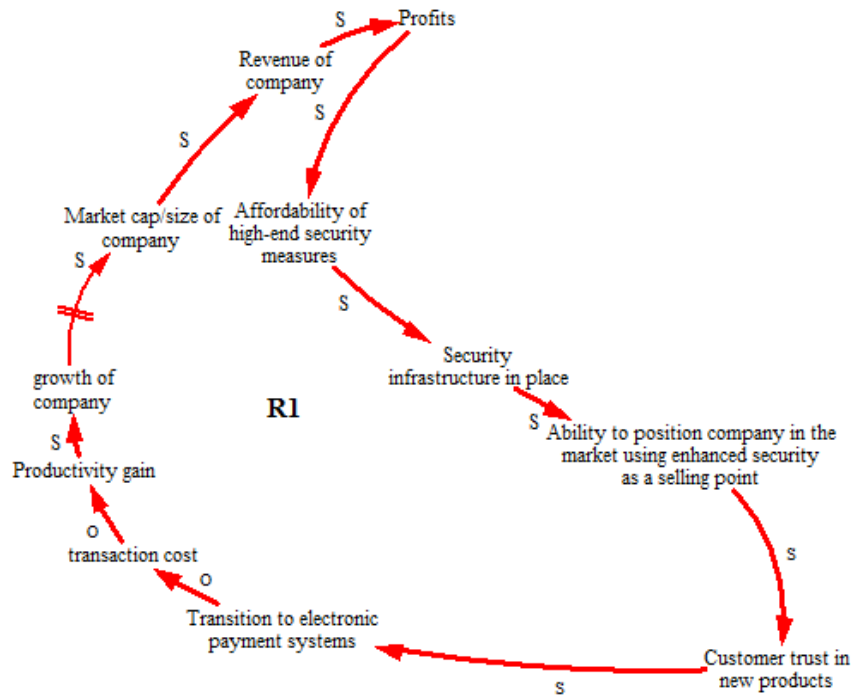 S
Profits
Revenue of
company
S
S
Market cap/size of
company
Affordability of
high-end security
measures
S
S
Security
infrastructure in place
growth of
company
R1
S
Ability to position company in the
market using enhanced security
as a selling point
S
Productivity gain
O
transaction cost
S
O
Transition to electronic
payment systems
Customer trust in
new products
S